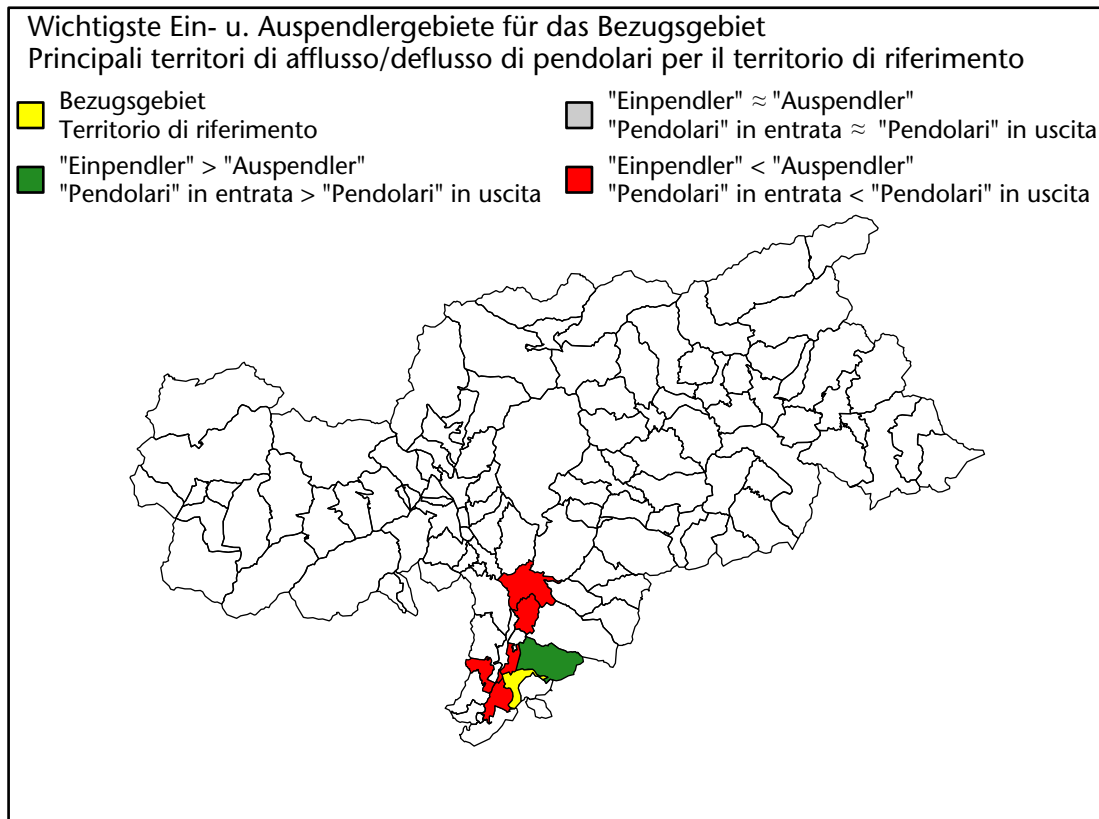 Wichtigste Ein- u. Auspendlergebiete für das Bezugsgebiet
Principali territori di afflusso/deflusso di pendolari per il territorio di riferimento
Bezugsgebiet
Territorio di riferimento
"Einpendler" > "Auspendler"
"Pendolari" in entrata > "Pendolari" in uscita
"Einpendler" ≈ "Auspendler"
"Pendolari" in entrata ≈ "Pendolari" in uscita
"Einpendler" < "Auspendler"
"Pendolari" in entrata < "Pendolari" in uscita